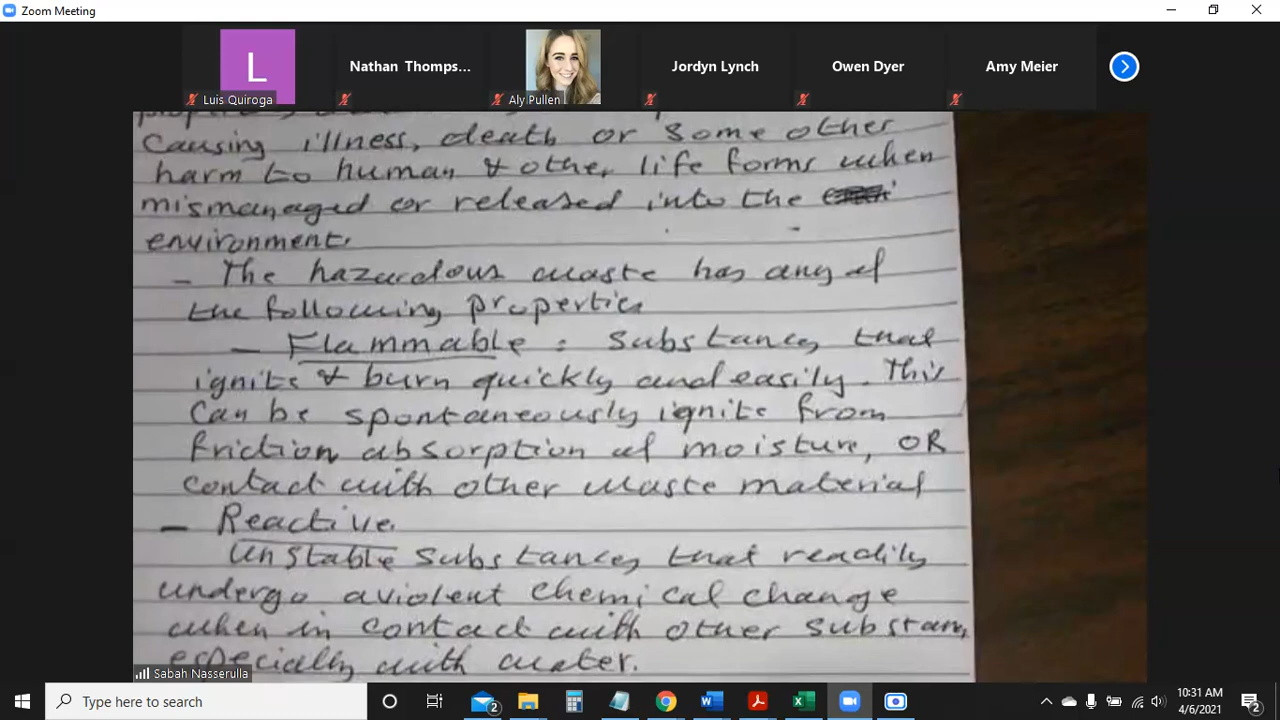 Zoom Meeting
L
Luis Quiroga
Nathan Thomps...
Aly Pullen
Jordyn Lynch
Owen Dyer
Amy Meier
Causing illness, death or some other
harm to human & other life forms when
mismanaged or released into the
environment.
- The hazardous waste has any of
the following properties
- Flammable : substances that
ignite & burn quickly and easily. This
can be spontaneously ignite from
friction absorption of moisture, OR
contact with other waste material
- Reactive.
unstable substances that readily
undergo a violent chemical change
when in contact with other substan,
especially with water.
Sabah Nasserulla
Type here to search
2
10:31 AM
4/6/2021
2